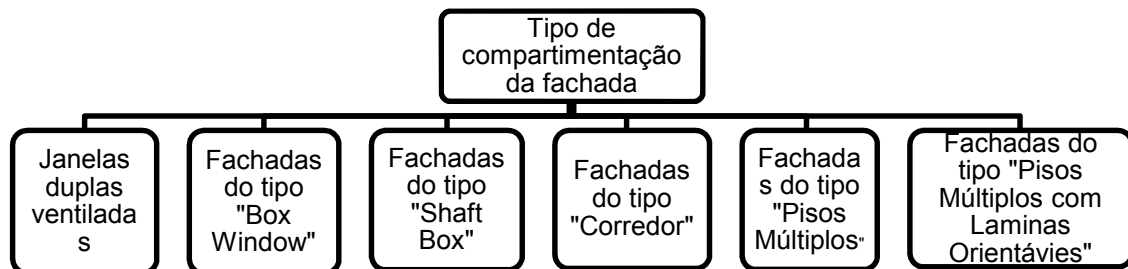 Tipo de
compartimentação
da fachada
Janelas
duplas
ventilada
s
Fachadas
do tipo
"Box
Window"
Fachadas
do tipo
"Shaft
Box"
Fachadas
do tipo
"Corredor"
Fachada
s do tipo
"Pisos
Múltiplos"
Fachadas do
tipo "Pisos
Múltiplos com
Laminas
Orientávies"